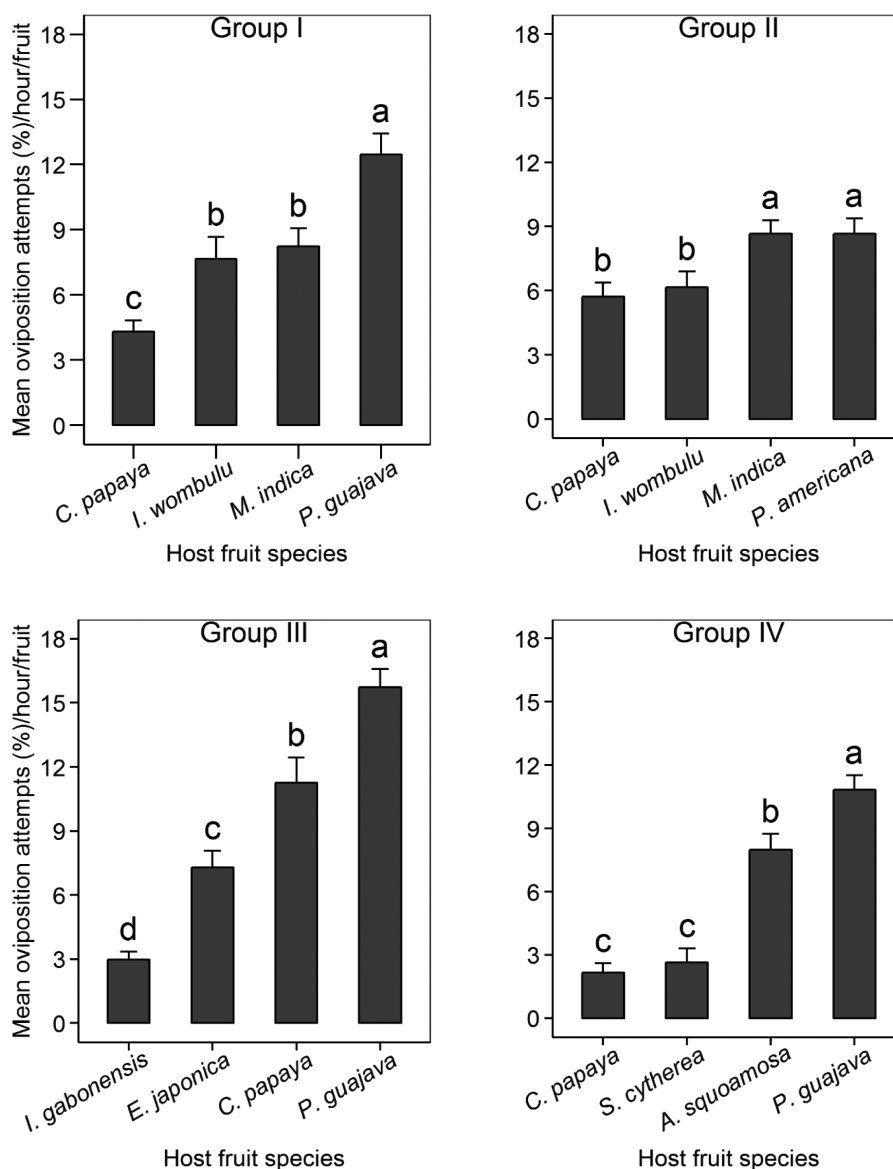 Group I
Mean oviposition attempts (%)/hour/fruit
18
15
12
9
6
3
0
c
b
b
a
C. papaya
I. wombulu
M. indica
P. guajava
Host fruit species
Group II
18
15
12
9
6
3
0
b
b
a
a
C. papaya
I. wombulu
M. indica
P. americana
Host fruit species
Group III
Mean oviposition attempts (%)/hour/fruit
18
15
12
9
6
3
0
d
c
b
a
I. gabonensis
E. japonica
C. papaya
P. guajava
Host fruit species
Group IV
18
15
12
9
6
3
0
c
c
b
a
C. papaya
S. cytherea
A. squoamosa
P. guajava
Host fruit species